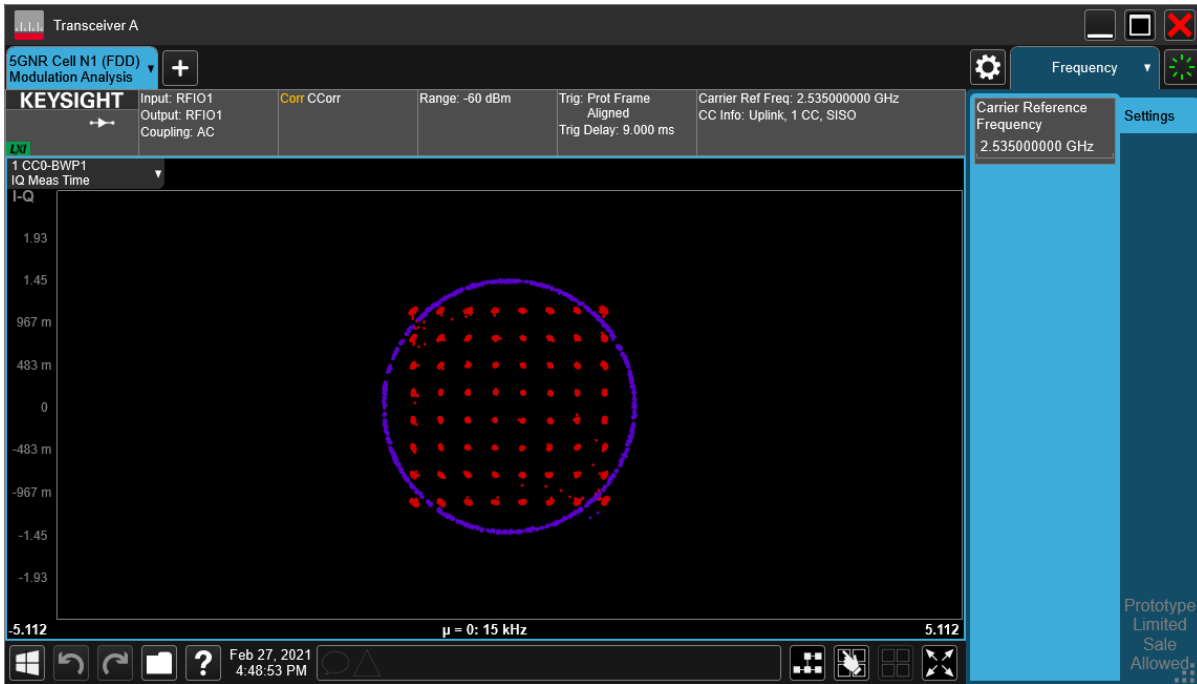 Transceiver A
5GNR Cell N1 (FDD)
Modulation Analysis
Frequency
KEYSIGHT
LXI
Input: RFIO1
Output: RFIO1
Coupling: AC
Corr CCorr
Range: -60 dBm
Trig: Prot Frame
Aligned
Trig Delay: 9.000 ms
Carrier Ref Freq: 2.535000000 GHz
CC Info: Uplink, 1 CC, SISO
Carrier Reference
Frequency
2.535000000 GHz
Settings
1 CC0-BWP1
IQ Meas Time
I-Q
1.93
1.45
967 m
483 m
0
-483 m
-967 m
-1.45
-1.93
-5.112
μ = 0: 15 kHz
5.112
Prototype
Limited
Sale
Allowed
?
Feb 27, 2021
4:48:53 PM